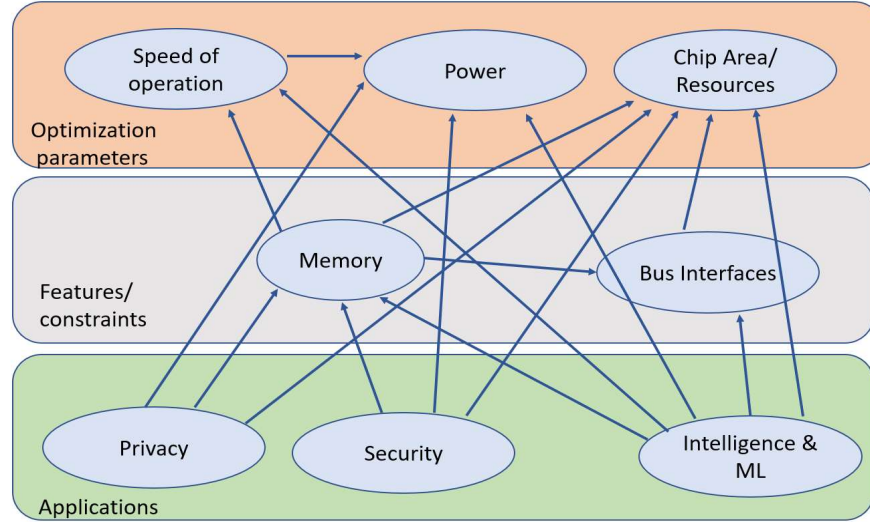 Speed of
operation
Power
Chip Area/
Resources
Optimization
parameters
Memory
Bus Interfaces
Features/
constraints
Privacy
Security
Intelligence &
ML
Applications